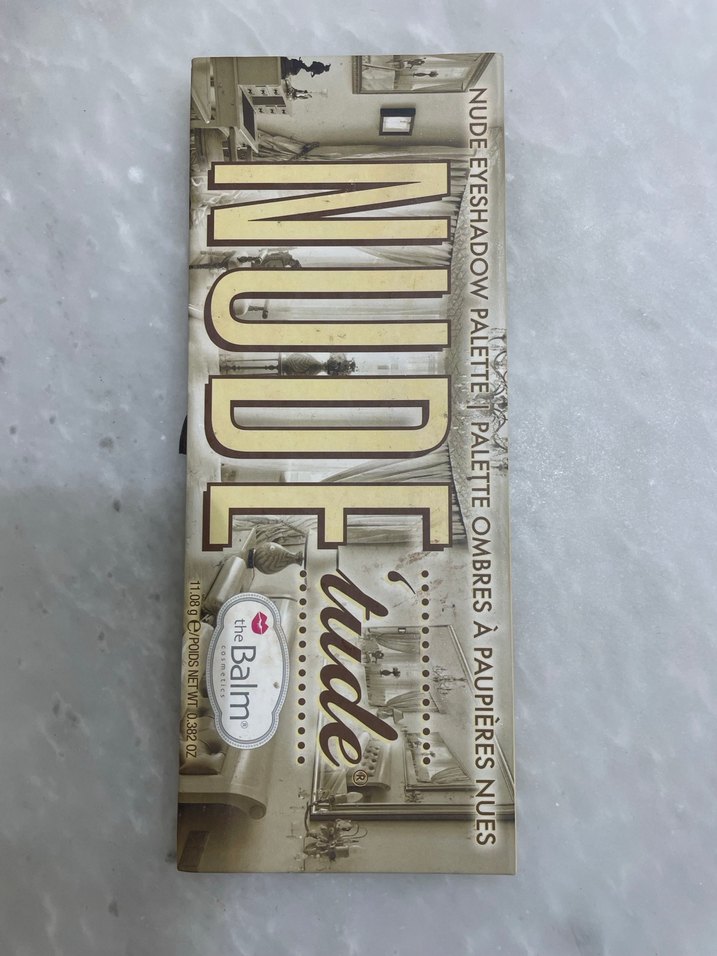 NUDE EYESHADOW PALETTE | PALETTE OMBRES À PAUPIÈRES NUES
NUDE
'tude®
the
Balm®
cosmetics
11.08 g e/POIDS NET WT 0.382 OZ